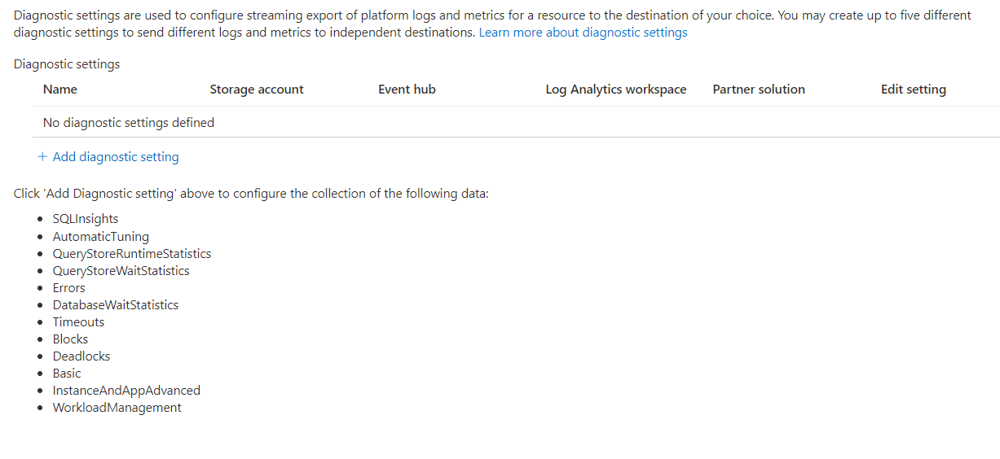 Diagnostic settings are used to configure streaming export of platform logs and metrics for a resource to the destination of your choice. You may create up to five different
diagnostic settings to send different logs and metrics to independent destinations. Learn more about diagnostic settings
Diagnostic settings
Name Storage account Event hub Log Analytics workspace Partner solution Edit setting
No diagnostic settings defined
+ Add diagnostic setting
Click 'Add Diagnostic setting' above to configure the collection of the following data:
• SQLInsights
• AutomaticTuning
• QueryStoreRuntimeStatistics
• QueryStoreWaitStatistics
• Errors
• DatabaseWaitStatistics
• Timeouts
• Blocks
• Deadlocks
• Basic
• InstanceAndAppAdvanced
• WorkloadManagement